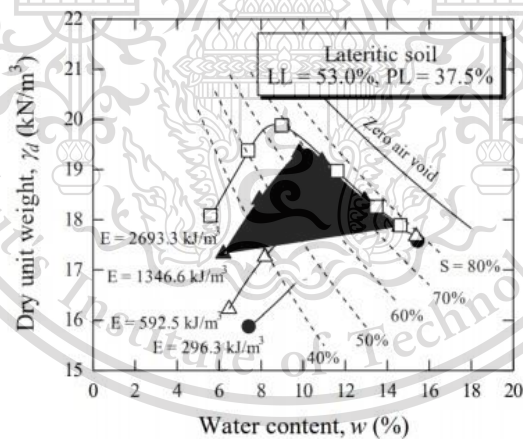 22
21
20
19
18
17
16
15
Dry unit weight, γd (kN/m³)
Lateritic soil
LL = 53.0%, PL = 37.5%
Zero air void
E = 2693.3 kJ/m³
E = 1346.6 kJ/m³
E = 592.5 kJ/m³
E = 296.3 kJ/m³
S = 80%
70%
60%
50%
40%
0 2 4 6 8 10 12 14 16 18 20
Water content, w (%)
Institute of Technol